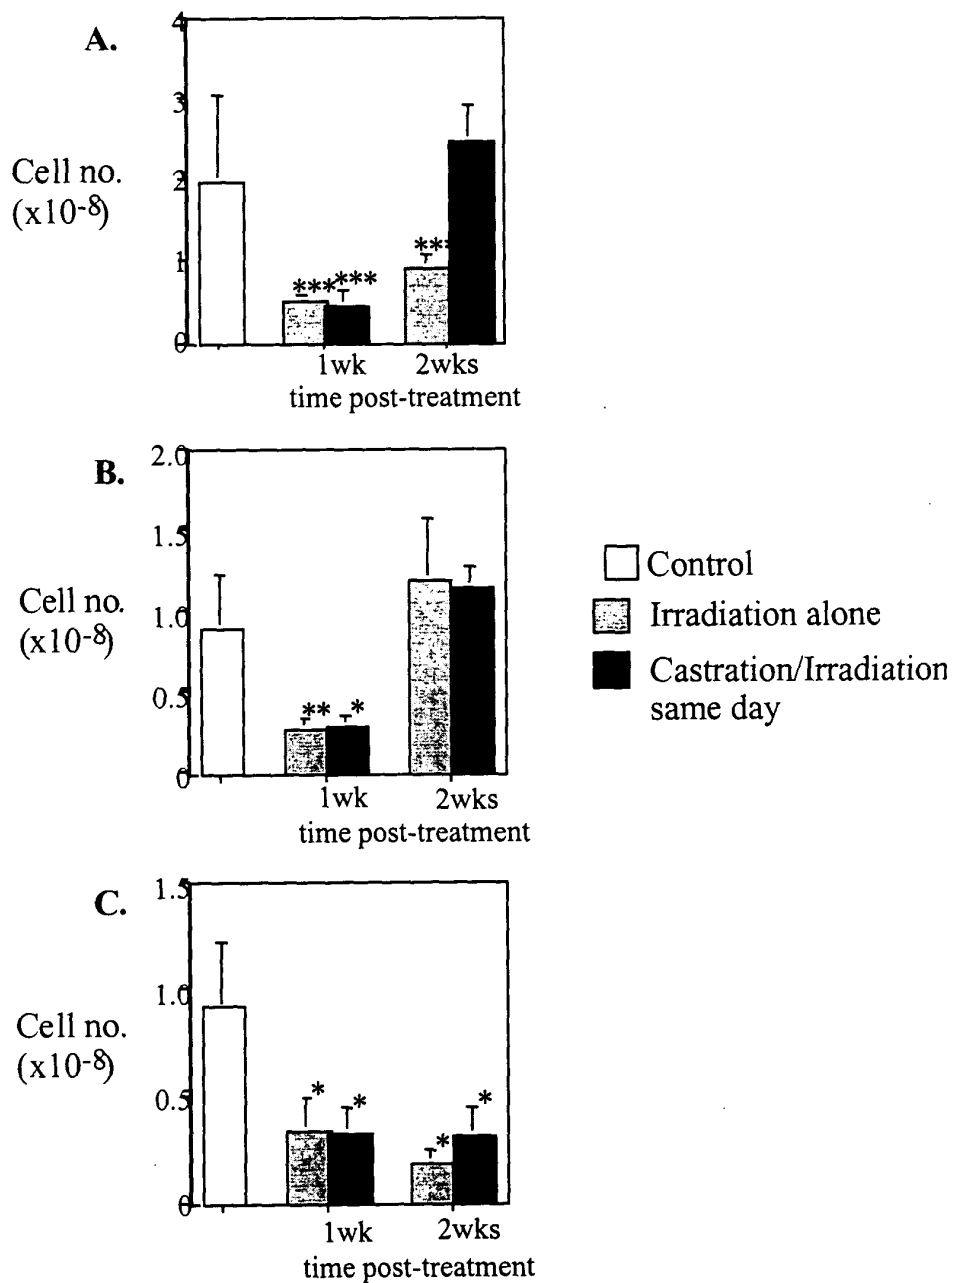 A.
4
3
2
1
0
Cell no.
(x10-8)
*** ***
***
1wk 2wks
time post-treatment
B.
2.0
1.5
1.0
0.5
0
Cell no.
(x10-8)
** *
1wk 2wks
time post-treatment
Control
Irradiation alone
Castration/Irradiation
same day
C.
1.5
1.0
0.5
0
Cell no.
(x10-8)
* *
* *
1wk 2wks
time post-treatment